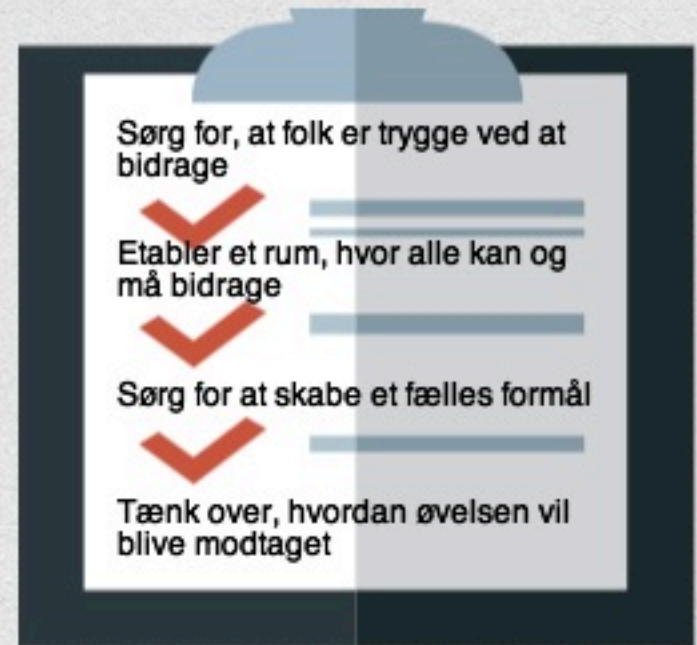 Sørg for, at folk er trygge ved at
bidrage
Etabler et rum, hvor alle kan og
må bidrage
Sørg for at skabe et fælles formål
Tænk over, hvordan øvelsen vil
blive modtaget